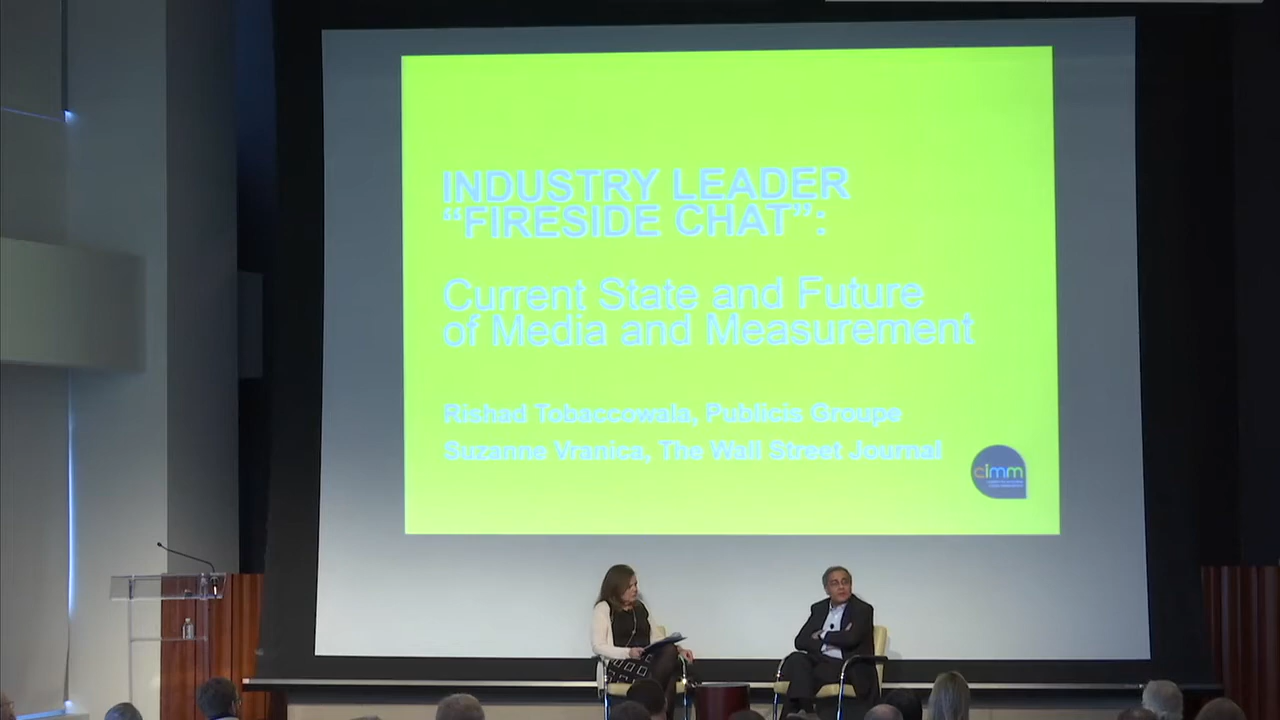 INDUSTRY LEADER
“FIRESIDE CHAT”:
Current State and Future
of Media and Measurement
Rishad Tobaccowala, Publicis Groupe
Suzanne Vranica, The Wall Street Journal
cimm